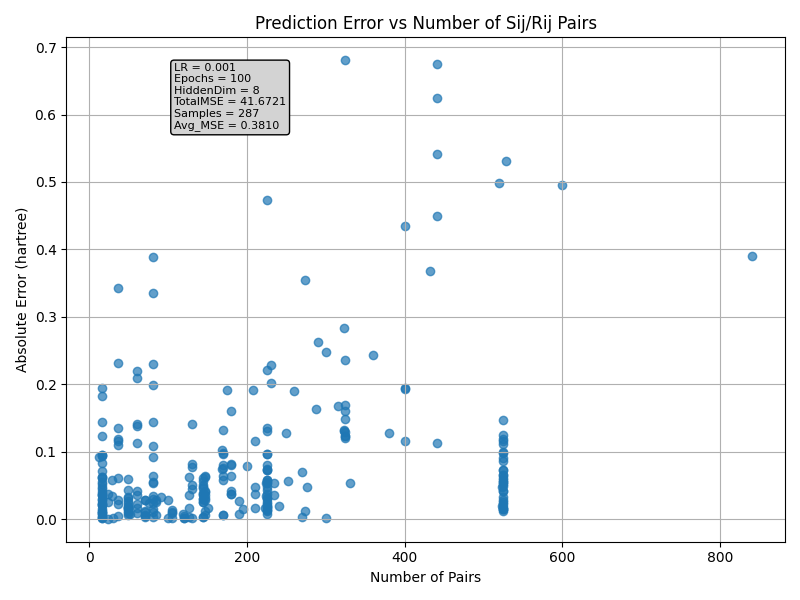 Prediction Error vs Number of Sij/Rij Pairs
0.7
0.6
0.5
0.4
0.3
0.2
0.1
0.0
Absolute Error (hartree)
LR = 0.001
Epochs = 100
HiddenDim = 8
TotalMSE = 41.6721
Samples = 287
Avg_MSE = 0.3810
0
200
400
600
800
Number of Pairs